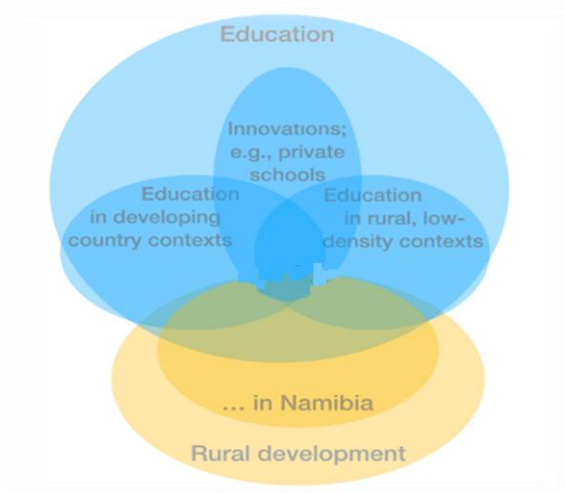 Education
Innovations;
e.g., private
schools
Education
in developing
country contexts
Education
in rural, low-
density contexts
... in Namibia
Rural development